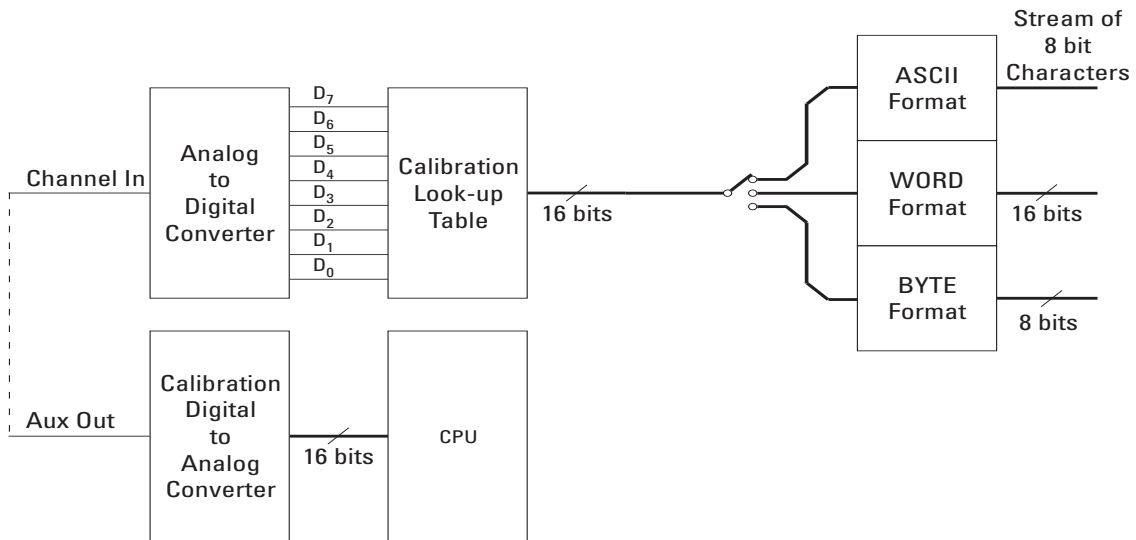 Stream of
8 bit
Characters
ASCII
Format
D7
D6
D5
D4
D3
D2
D1
D0
Analog
to
Digital
Converter
Calibration
Look-up
Table
Channel In
16 bits
WORD
Format
16 bits
BYTE
Format
8 bits
Aux Out
Calibration
Digital
to
Analog
Converter
16 bits
CPU